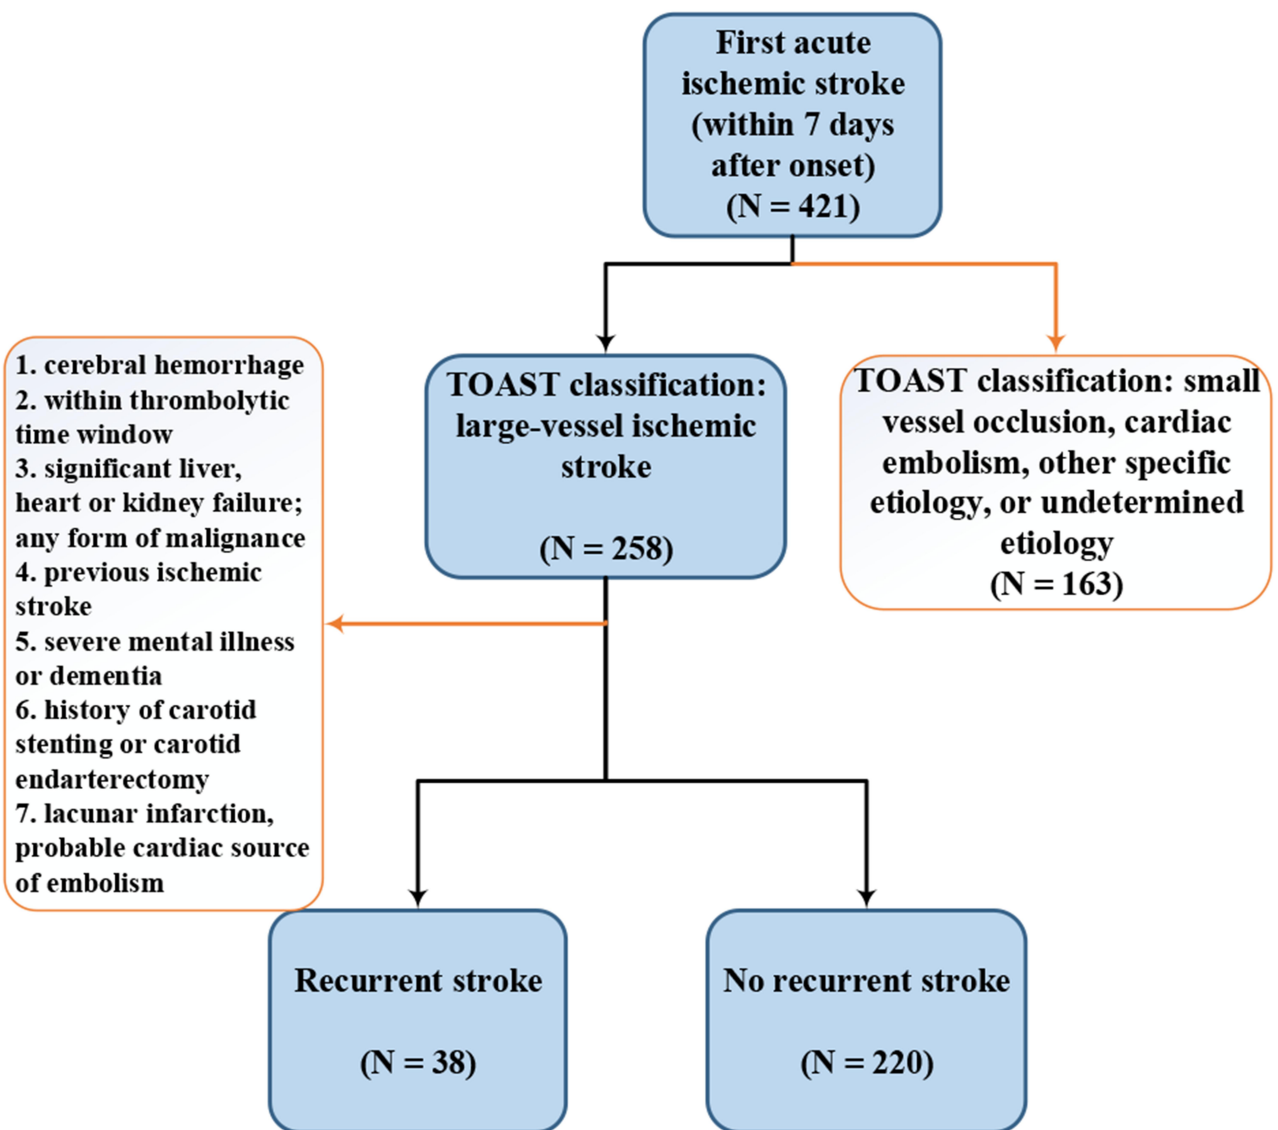 First acute
ischemic stroke
(within 7 days
after onset)
(N = 421)
TOAST classification:
large-vessel ischemic
stroke
(N = 258)
TOAST classification: small
vessel occlusion, cardiac
embolism, other specific
etiology, or undetermined
etiology
(N = 163)
1. cerebral hemorrhage
2. within thrombolytic
time window
3. significant liver,
heart or kidney failure;
any form of malignance
4. previous ischemic
stroke
5. severe mental illness
or dementia
6. history of carotid
stenting or carotid
endarterectomy
7. lacunar infarction,
probable cardiac source
of embolism
Recurrent stroke
(N = 38)
No recurrent stroke
(N = 220)